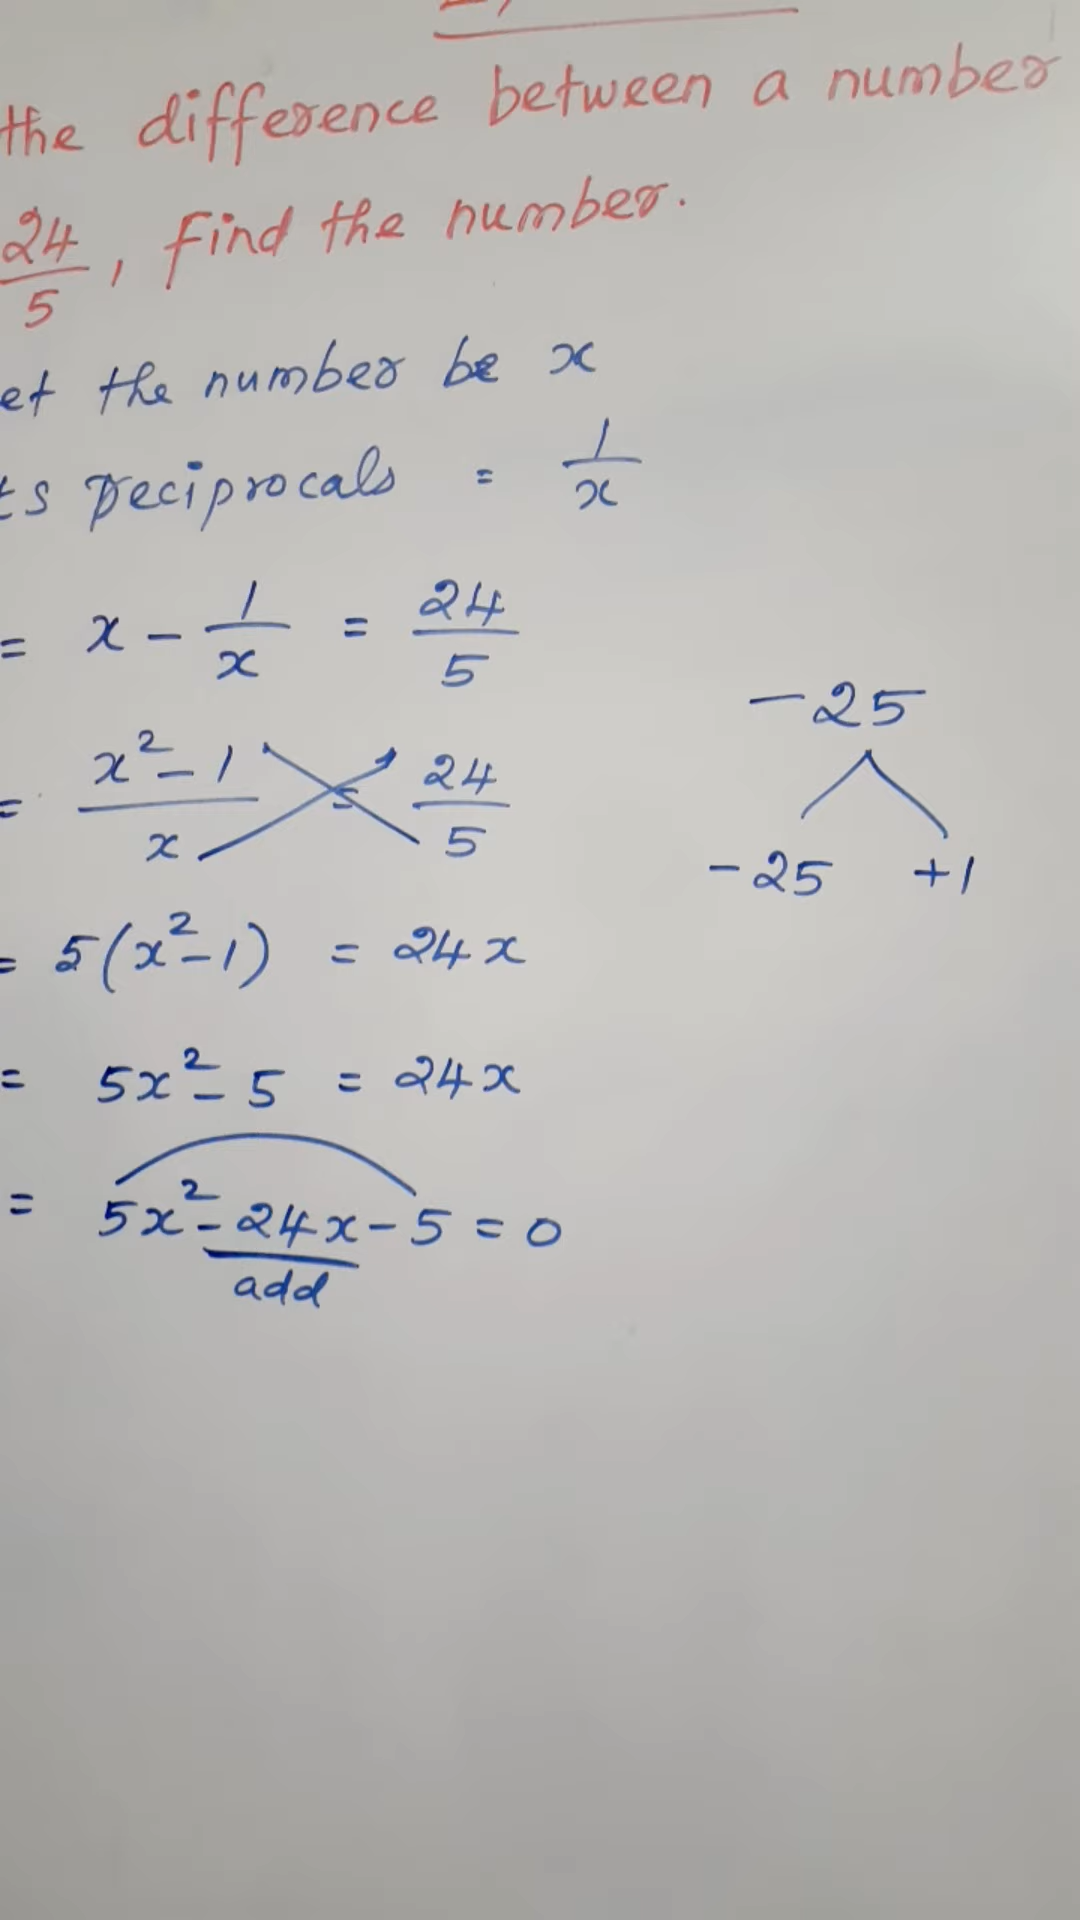 the difference between a number
24/5, Find the number.
et the number be x
ts reciprocals = 1/x
= x - 1/x = 24/5
= x² - 1 / x = 24/5
-25
-25 +1
= 5(x² - 1) = 24x
= 5x² - 5 = 24x
= 5x² - 24x - 5 = 0
add